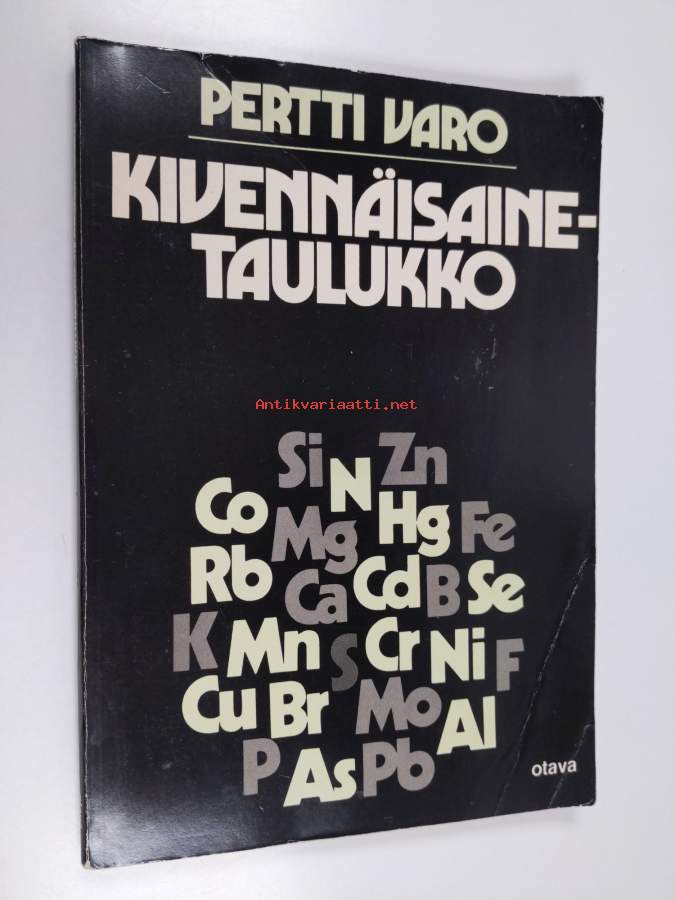 PERTTI VARO
KIVENNÄISAINE-
TAULUKKO
Antikvariaatti.net
Si N Zn
Co Mg Hg Fe
Rb Ca Cd B Se
K Mn S Cr Ni F
Cu Br Mo Al
P As Pb
otava